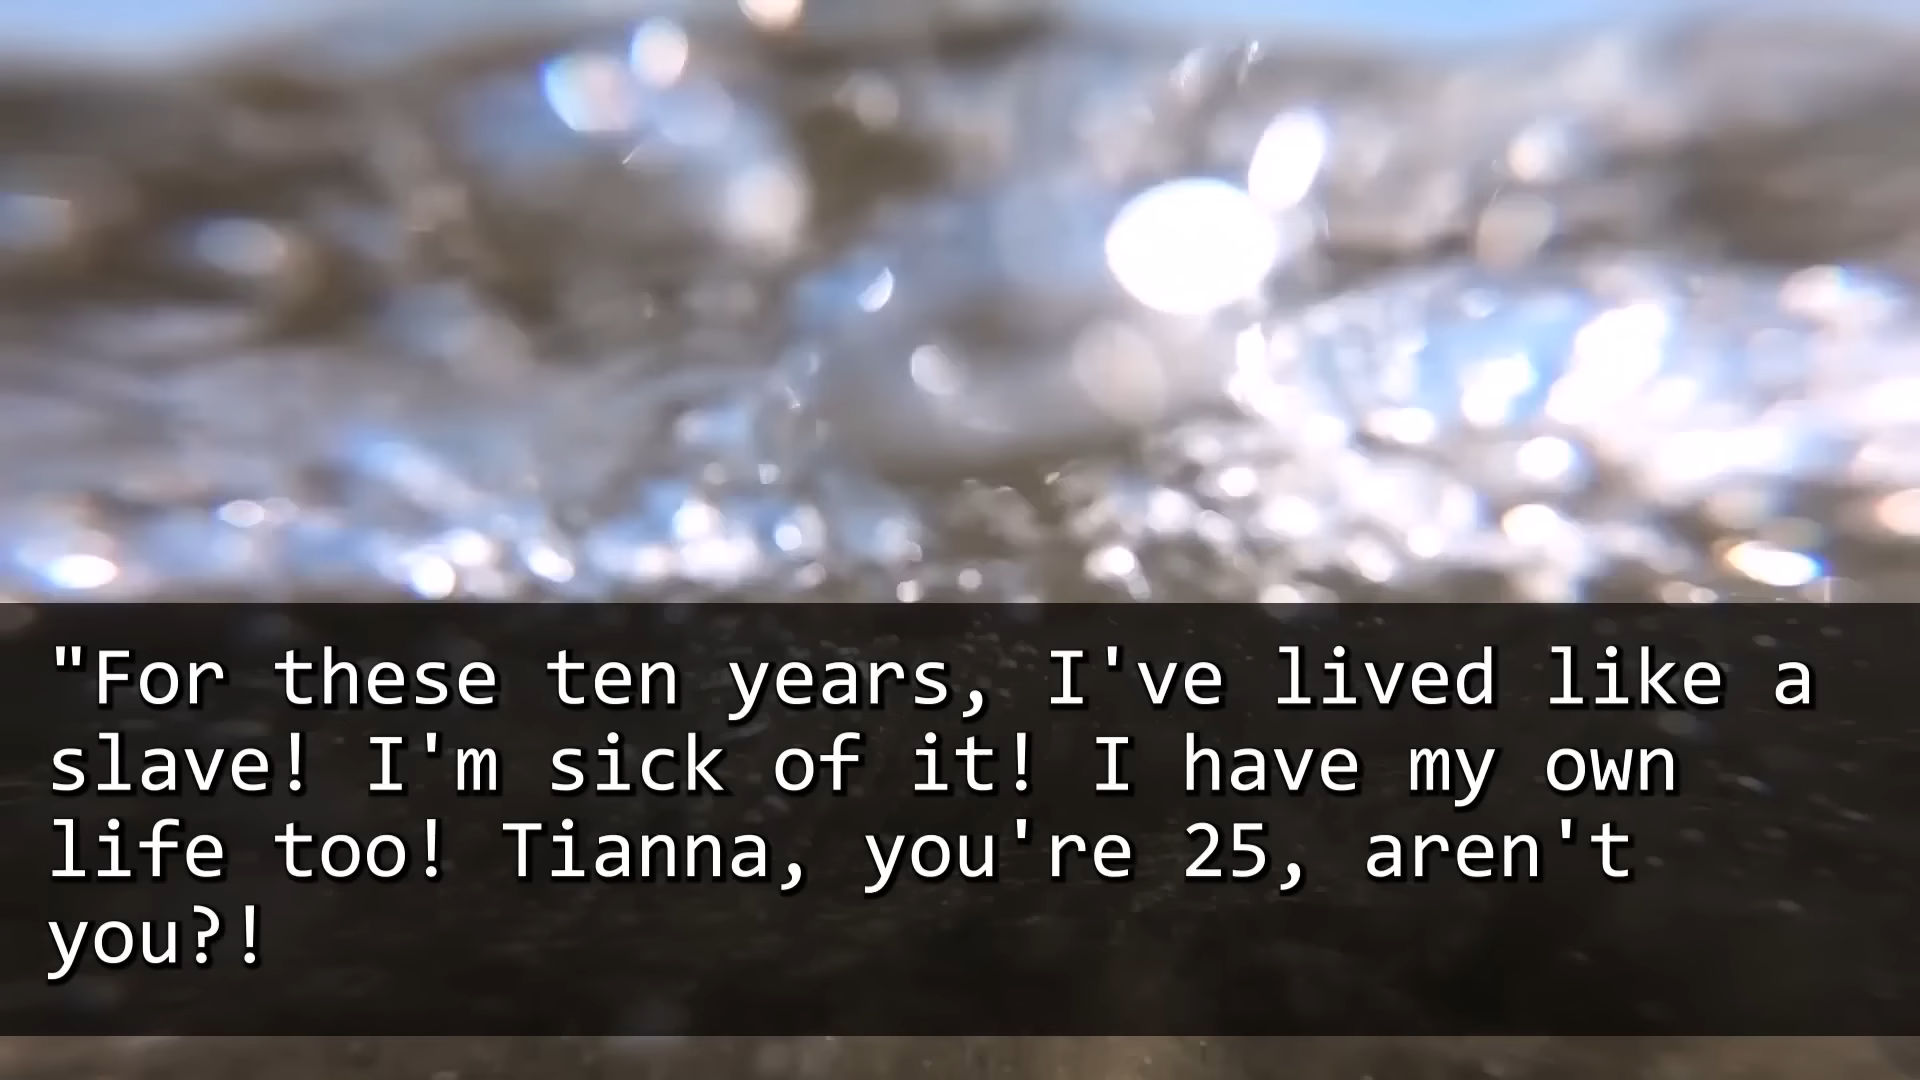 "For these ten years, I've lived like a
slave! I'm sick of it! I have my own
life too! Tianna, you're 25, aren't
you?!